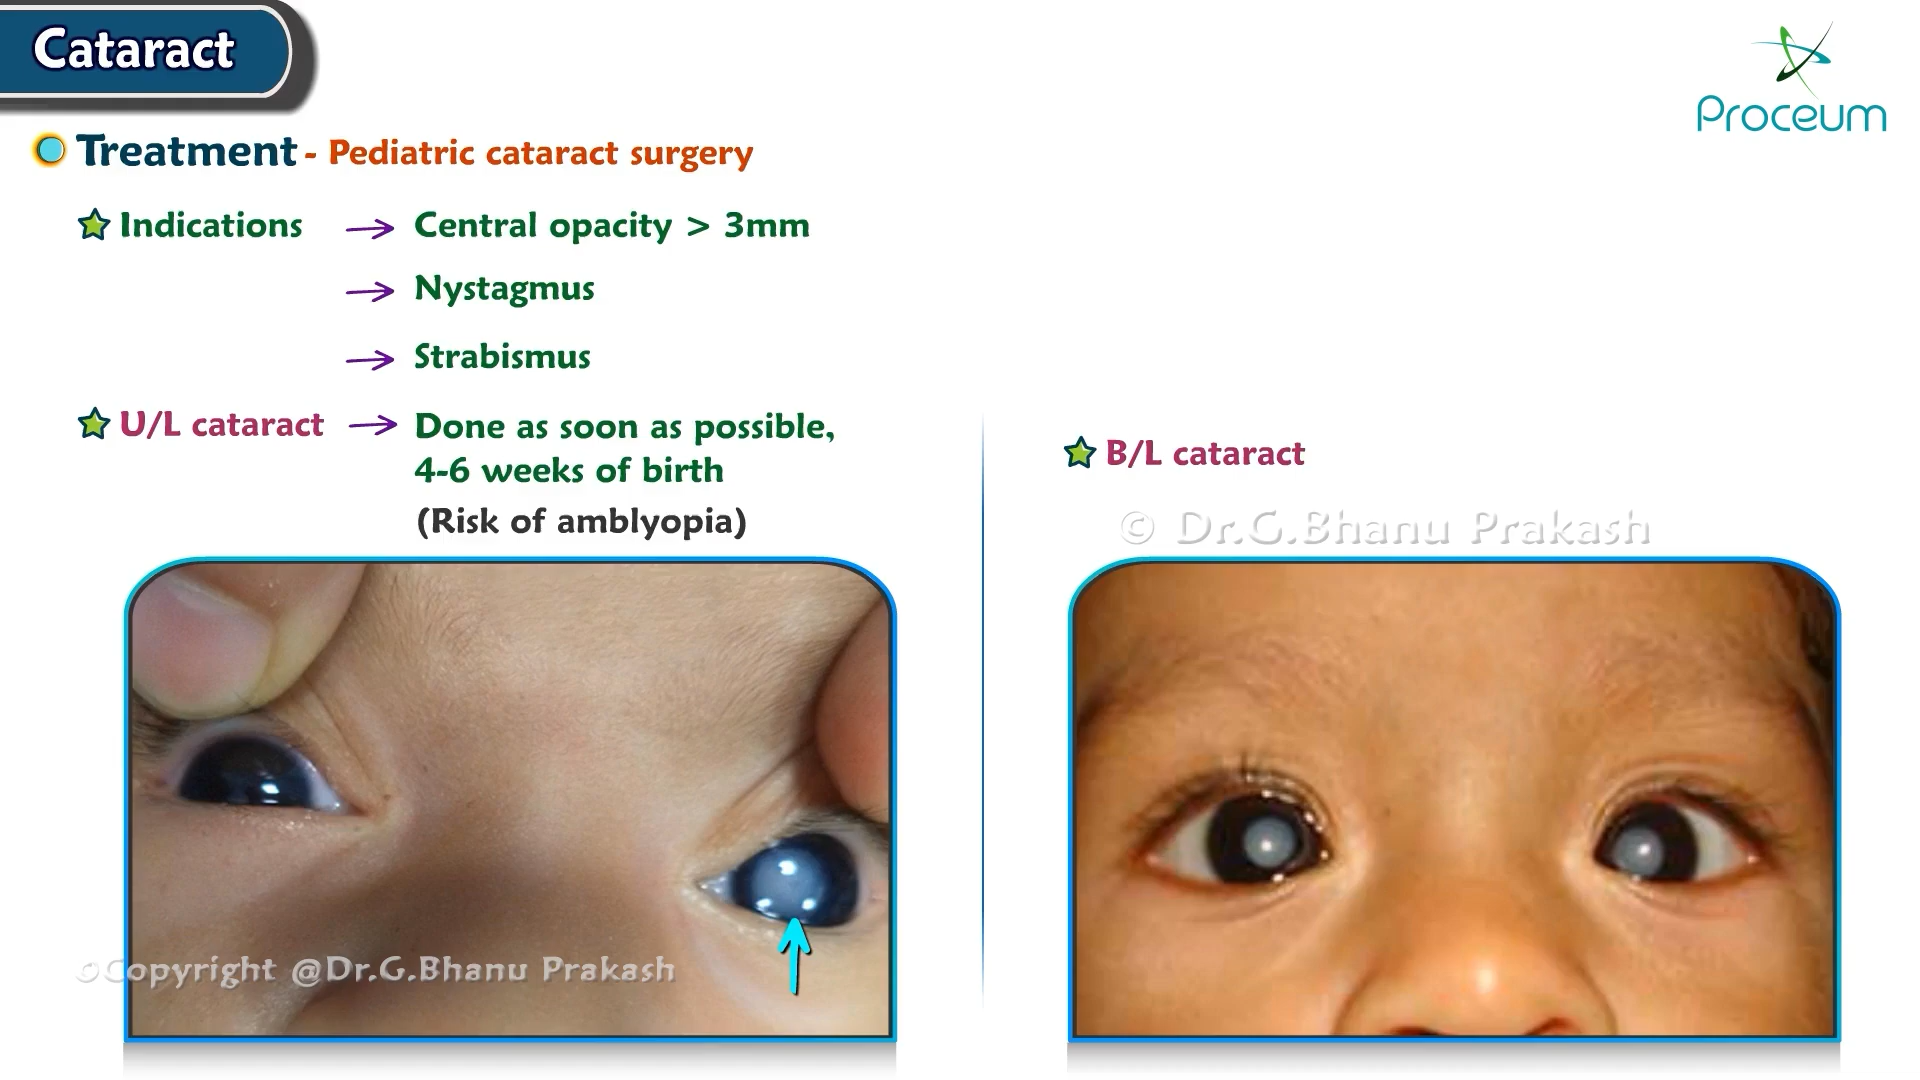 Cataract
Proceum
Treatment - Pediatric cataract surgery
Indications → Central opacity > 3mm
→ Nystagmus
→ Strabismus
U/L cataract → Done as soon as possible,
4-6 weeks of birth
(Risk of amblyopia)
©Copyright @Dr.G.Bhanu Prakash
B/L cataract
© Dr.G.Bhanu Prakash